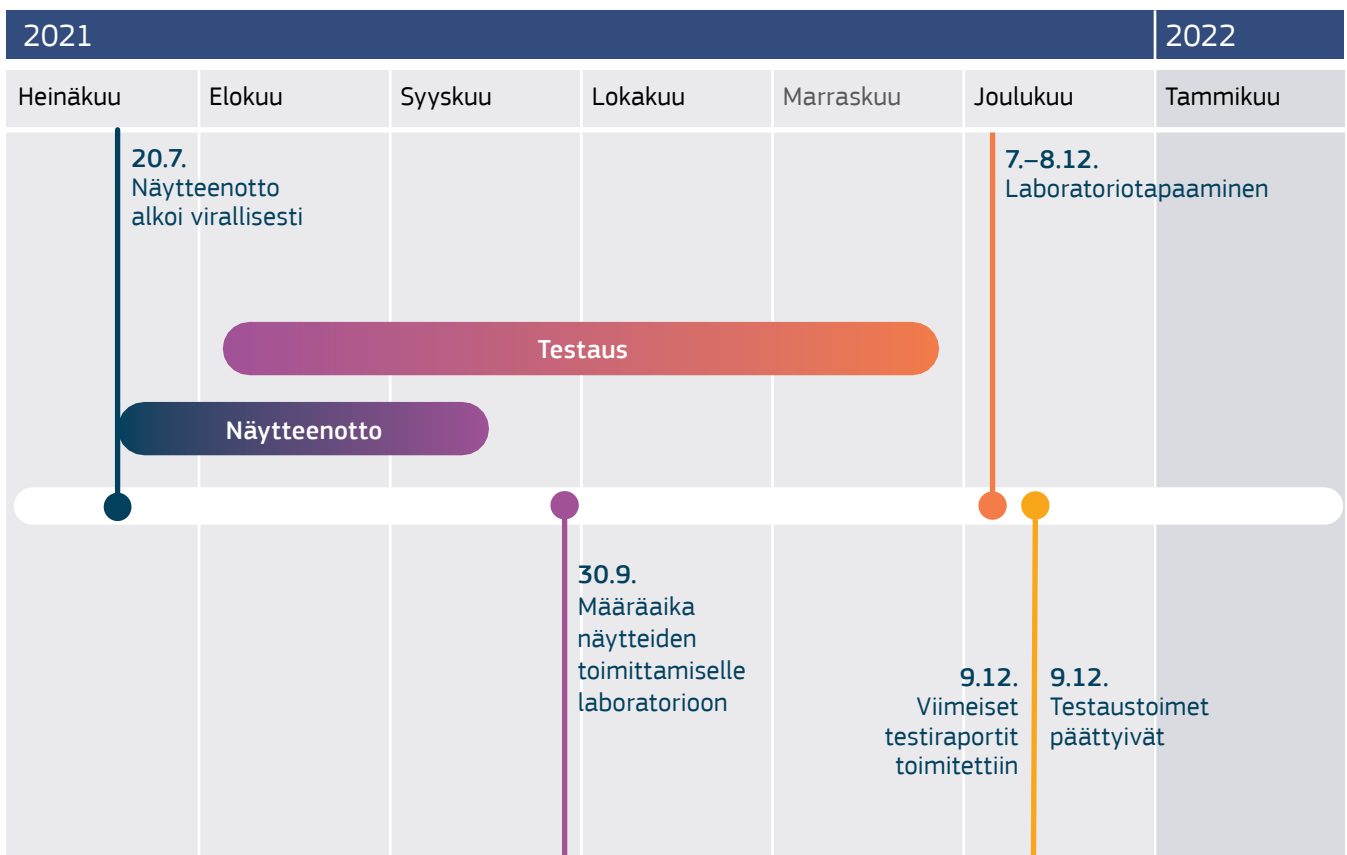 2021
2022
Heinäkuu
Elokuu
Syyskuu
Lokakuu
Marraskuu
Joulukuu
Tammikuu
20.7.
Näytteenotto
alkoi virallisesti
7.–8.12.
Laboratoriotapaaminen
Testaus
Näytteenotto
30.9.
Määräaika
näytteiden
toimittamiselle
laboratorioon
9.12.
Viimeiset
testiraportit
toimitettiin
9.12.
Testaustoimet
päättyivät